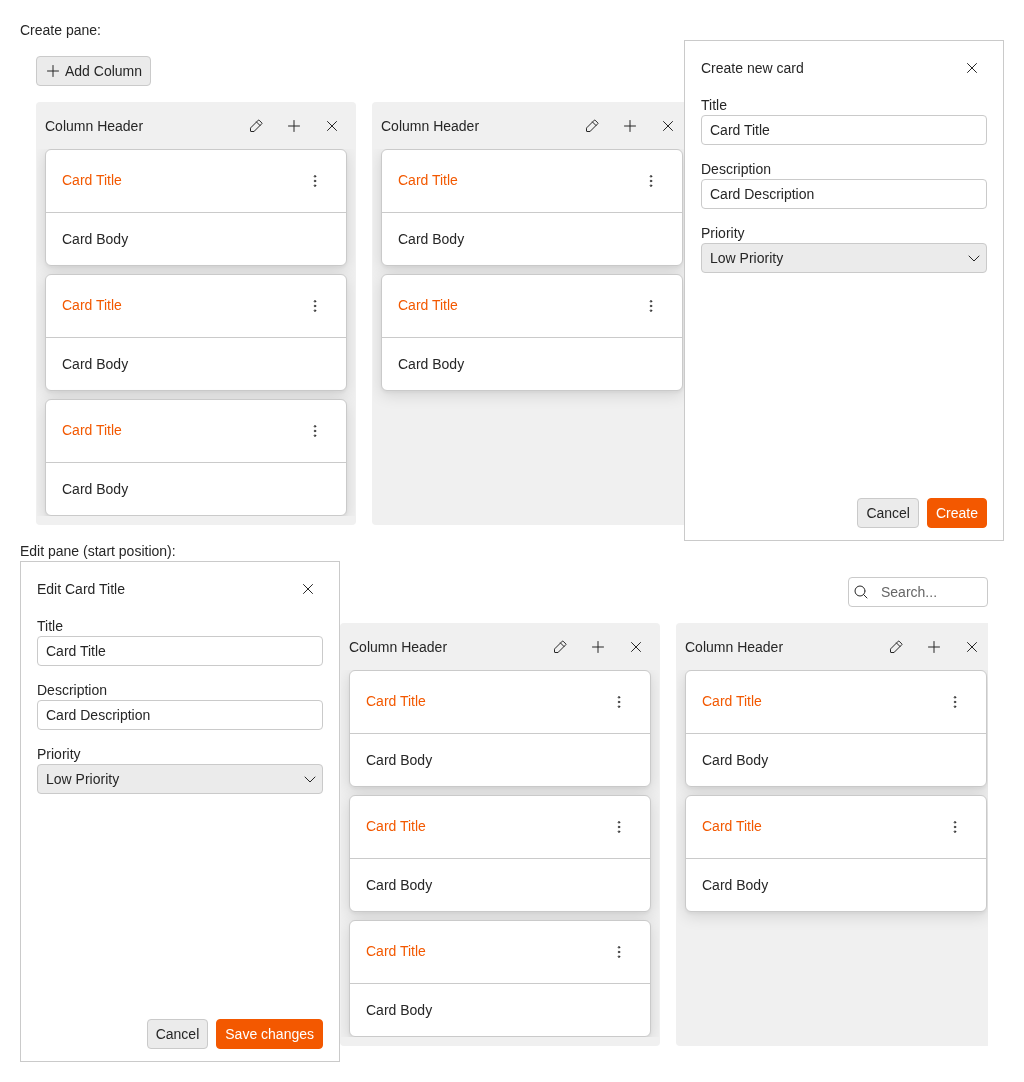 Create pane:
Add Column
Column Header
Card Title
Card Body
Card Title
Card Body
Card Title
Card Body
Column Header
Card Title
Card Body
Card Title
Card Body
Create new card
Title
Card Title
Description
Card Description
Priority
Low Priority
Cancel
Create
Edit pane (start position):
Edit Card Title
Title
Card Title
Description
Card Description
Priority
Low Priority
Cancel
Save changes
Search...
Column Header
Card Title
Card Body
Card Title
Card Body
Card Title
Card Body
Column Header
Card Title
Card Body
Card Title
Card Body